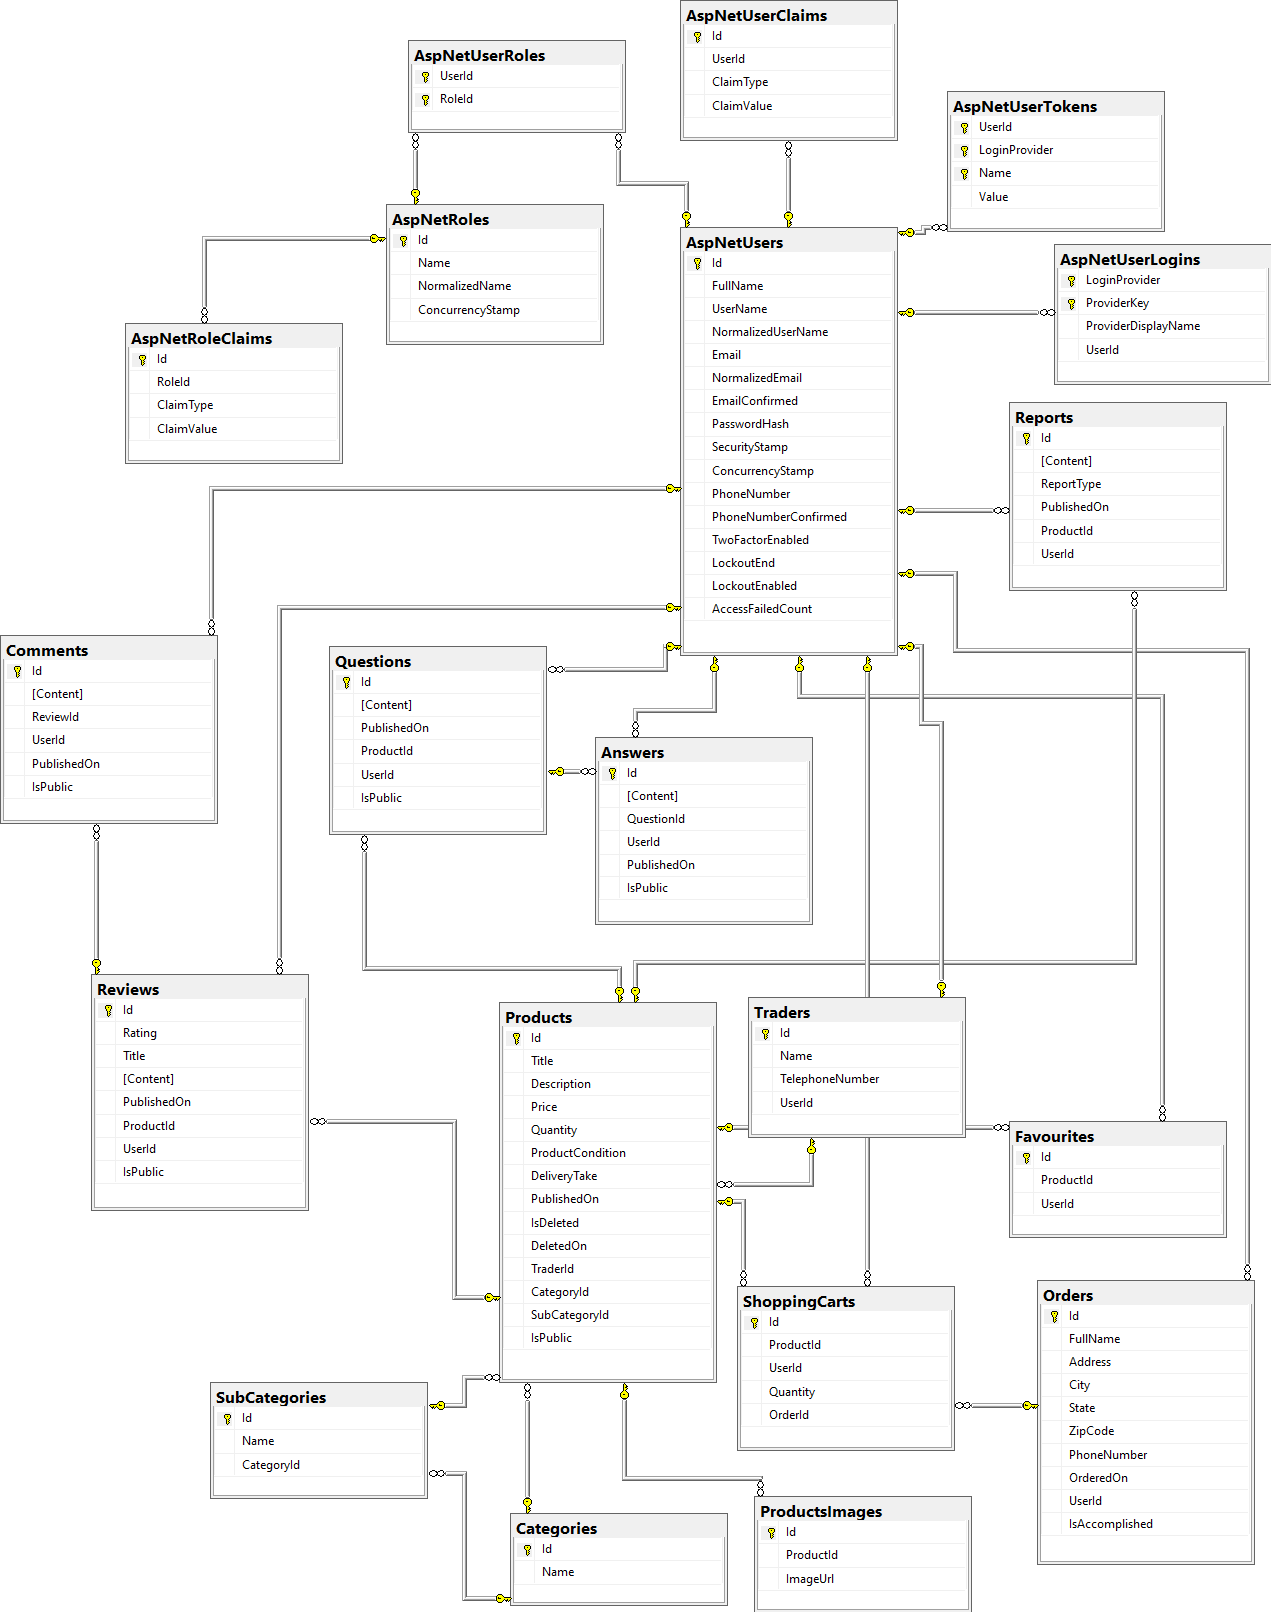 AspNetUserClaims
Id
UserId
ClaimType
ClaimValue
AspNetUserRoles
UserId
RoleId
AspNetUserTokens
UserId
LoginProvider
Name
Value
AspNetRoles
Id
Name
NormalizedName
ConcurrencyStamp
AspNetUsers
Id
FullName
UserName
NormalizedUserName
Email
NormalizedEmail
EmailConfirmed
PasswordHash
SecurityStamp
ConcurrencyStamp
PhoneNumber
PhoneNumberConfirmed
TwoFactorEnabled
LockoutEnd
LockoutEnabled
AccessFailedCount
AspNetUserLogins
LoginProvider
ProviderKey
ProviderDisplayName
UserId
AspNetRoleClaims
Id
RoleId
ClaimType
ClaimValue
Reports
Id
[Content]
ReportType
PublishedOn
ProductId
UserId
Comments
Id
[Content]
ReviewId
UserId
PublishedOn
IsPublic
Questions
Id
[Content]
PublishedOn
ProductId
UserId
IsPublic
Answers
Id
[Content]
QuestionId
UserId
PublishedOn
IsPublic
Reviews
Id
Rating
Title
[Content]
PublishedOn
ProductId
UserId
IsPublic
Products
Id
Title
Description
Price
Quantity
ProductCondition
DeliveryTake
PublishedOn
IsDeleted
DeletedOn
TraderId
CategoryId
SubCategoryId
IsPublic
Traders
Id
Name
TelephoneNumber
UserId
Favourites
Id
ProductId
UserId
ShoppingCarts
Id
ProductId
UserId
Quantity
OrderId
Orders
Id
FullName
Address
City
State
ZipCode
PhoneNumber
OrderedOn
UserId
IsAccomplished
SubCategories
Id
Name
CategoryId
Categories
Id
Name
ProductsImages
Id
ProductId
ImageUrl